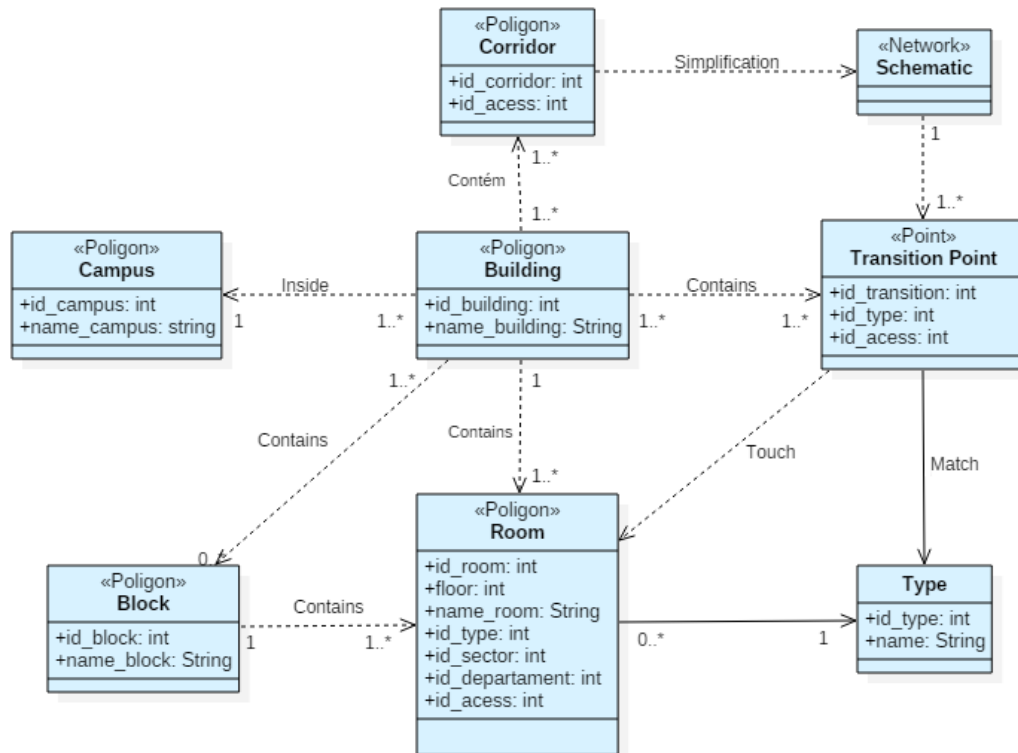 «Poligon»
Corridor
+id_corridor: int
+id_acess: int
Simplification
«Network»
Schematic
1
1..*
1..*
Contém
1..*
«Poligon»
Campus
+id_campus: int
+name_campus: string
Inside
1
1..*
«Poligon»
Building
+id_building: int
+name_building: String
Contains
1..*
1..*
«Point»
Transition Point
+id_transition: int
+id_type: int
+id_acess: int
1..*
Contains
0..*
1
Contains
1..*
Touch
Match
«Poligon»
Block
+id_block: int
+name_block: String
Contains
1
1..*
«Poligon»
Room
+id_room: int
+floor: int
+name_room: String
+id_type: int
+id_sector: int
+id_departament: int
+id_acess: int
0..*
1
Type
+id_type: int
+name: String